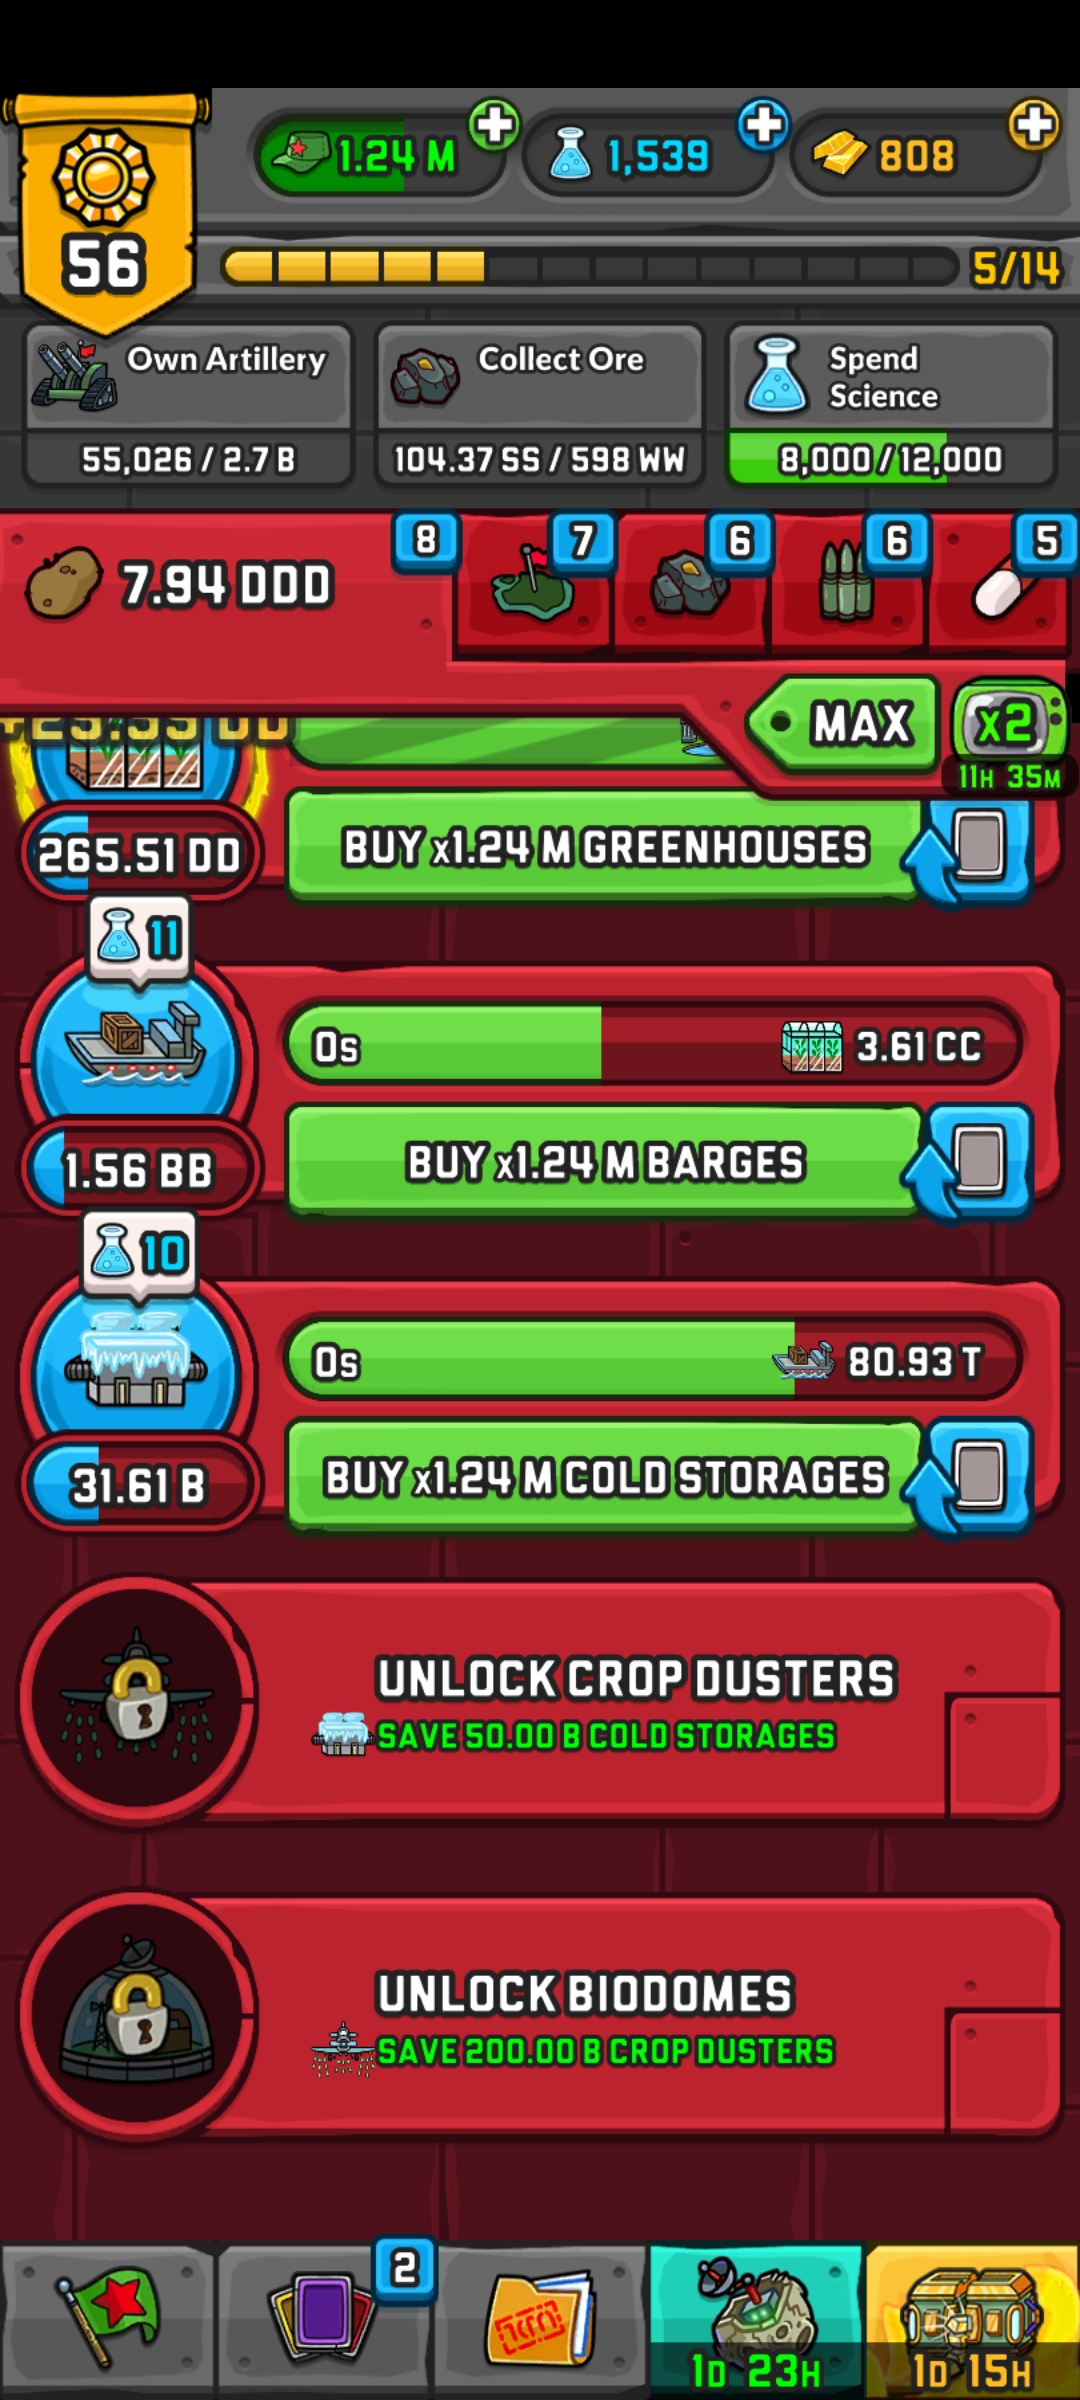 1.24 M
1,539
808
56
5/14
Own Artillery
55,026 / 2.7 B
Collect Ore
104.37 SS / 598 WW
Spend
Science
8,000 / 12,000
7.94 DDD
8
7
6
6
5
MAX
x2
11H 35M
265.51 DD
BUY x1.24 M GREENHOUSES
11
0s
3.61 CC
1.56 BB
BUY x1.24 M BARGES
10
0s
80.93 T
31.61 B
BUY x1.24 M COLD STORAGES
UNLOCK CROP DUSTERS
SAVE 50.00 B COLD STORAGES
UNLOCK BIODOMES
SAVE 200.00 B CROP DUSTERS
2
1D 23H
1D 15H